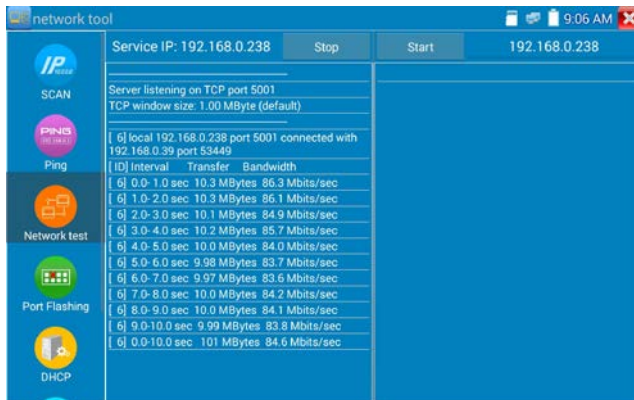 network tool
9:06 AM
IP
SCAN
PING
Ping
Network test
Port Flashing
DHCP
Service IP: 192.168.0.238
Stop
Start
192.168.0.238
Server listening on TCP port 5001
TCP window size: 1.00 MByte (default)
[ 6] local 192.168.0.238 port 5001 connected with
192.168.0.39 port 53449
[ ID] Interval Transfer Bandwidth
[ 6] 0.0- 1.0 sec 10.3 MBytes 86.3 Mbits/sec
[ 6] 1.0- 2.0 sec 10.3 MBytes 86.1 Mbits/sec
[ 6] 2.0- 3.0 sec 10.1 MBytes 84.9 Mbits/sec
[ 6] 3.0- 4.0 sec 10.2 MBytes 85.7 Mbits/sec
[ 6] 4.0- 5.0 sec 10.0 MBytes 84.0 Mbits/sec
[ 6] 5.0- 6.0 sec 9.98 MBytes 83.7 Mbits/sec
[ 6] 6.0- 7.0 sec 9.97 MBytes 83.6 Mbits/sec
[ 6] 7.0- 8.0 sec 10.0 MBytes 84.2 Mbits/sec
[ 6] 8.0- 9.0 sec 10.0 MBytes 84.1 Mbits/sec
[ 6] 9.0-10.0 sec 9.99 MBytes 83.8 Mbits/sec
[ 6] 0.0-10.0 sec 101 MBytes 84.6 Mbits/sec